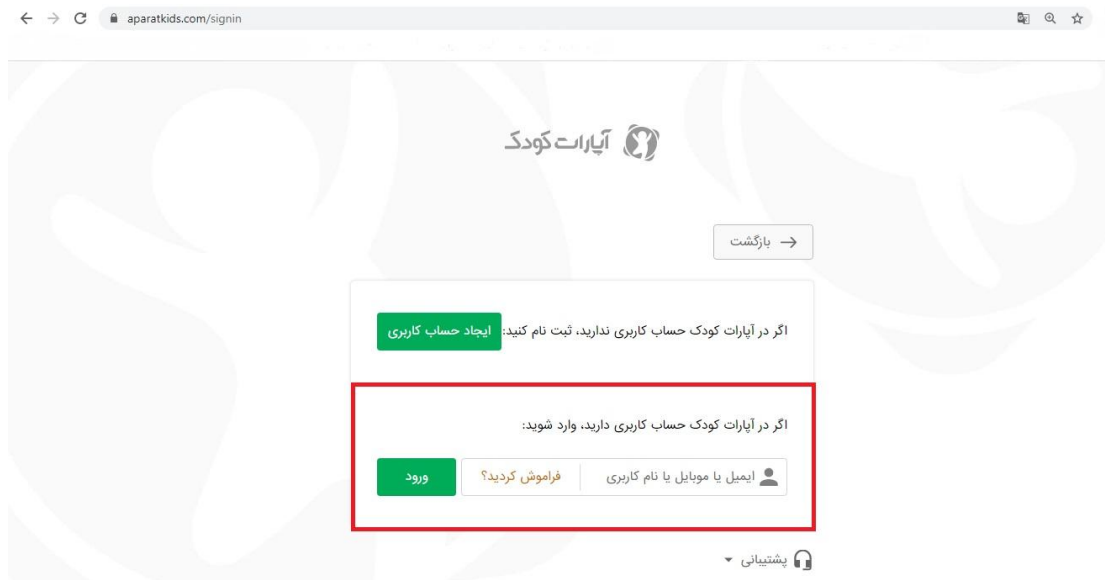 aparatkids.com/signin
آپارات کودک
بازگشت
اگر در آپارات کودک حساب کاربری ندارید، ثبت نام کنید: ایجاد حساب کاربری
اگر در آپارات کودک حساب کاربری دارید، وارد شوید:
ایمیل یا موبایل یا نام کاربری فراموش کردید؟ ورود
پشتیبانی